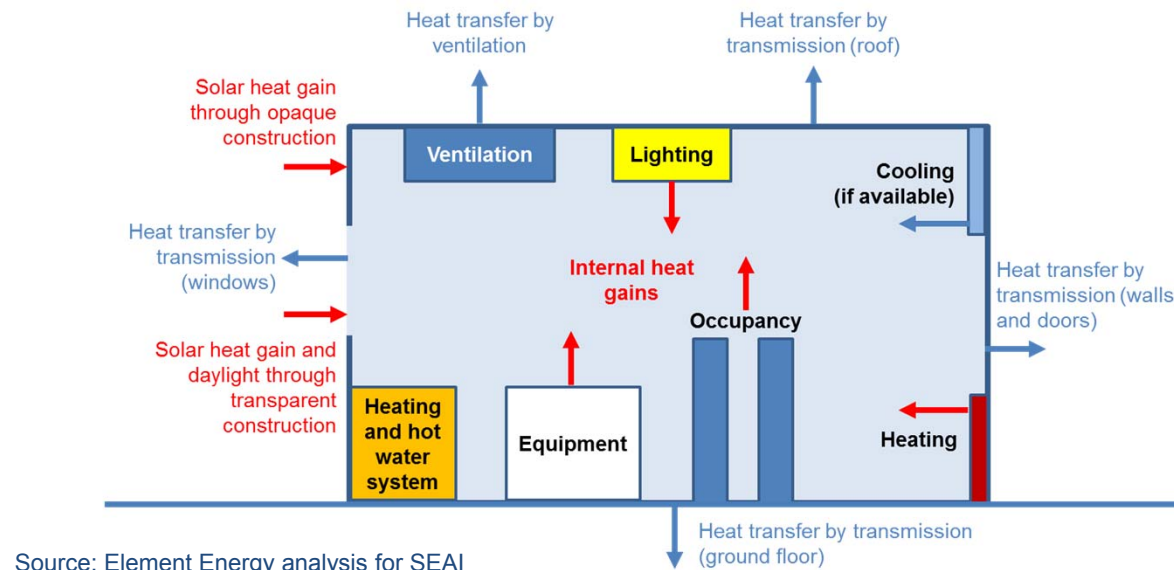 Heat transfer by
ventilation
Heat transfer by
transmission (roof)
Solar heat gain
through opaque
construction
Ventilation
Lighting
Cooling
(if available)
Heat transfer by
transmission
(windows)
Internal heat
gains
Heat transfer by
transmission (walls
and doors)
Occupancy
Solar heat gain and
daylight through
transparent
construction
Heating
and hot
water
system
Equipment
Heating
Heat transfer by transmission
(ground floor)
Source: Element Energy analysis for SEAI